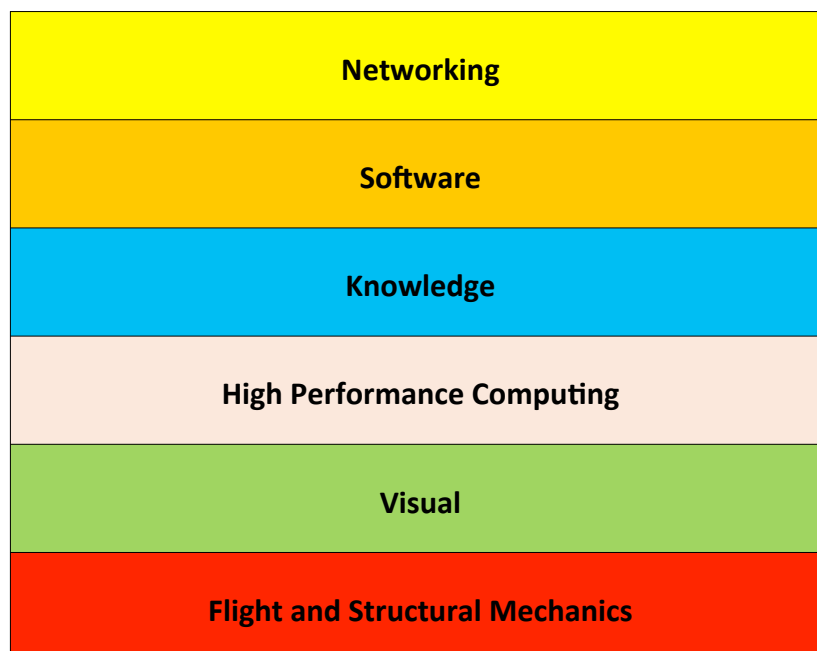 Networking
Software
Knowledge
High Performance Computing
Visual
Flight and Structural Mechanics